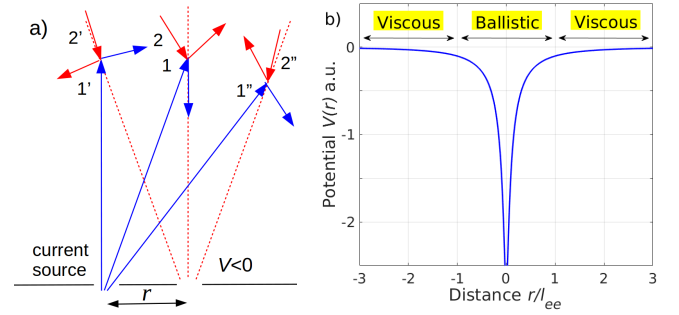 a)
2'
1'
2
1
2"
1"
current
source
r
V<0
b)
Viscous Ballistic Viscous
Potential V(r) a.u.
0
-1
-2
-3 -2 -1 0 1 2 3
Distance r/lee